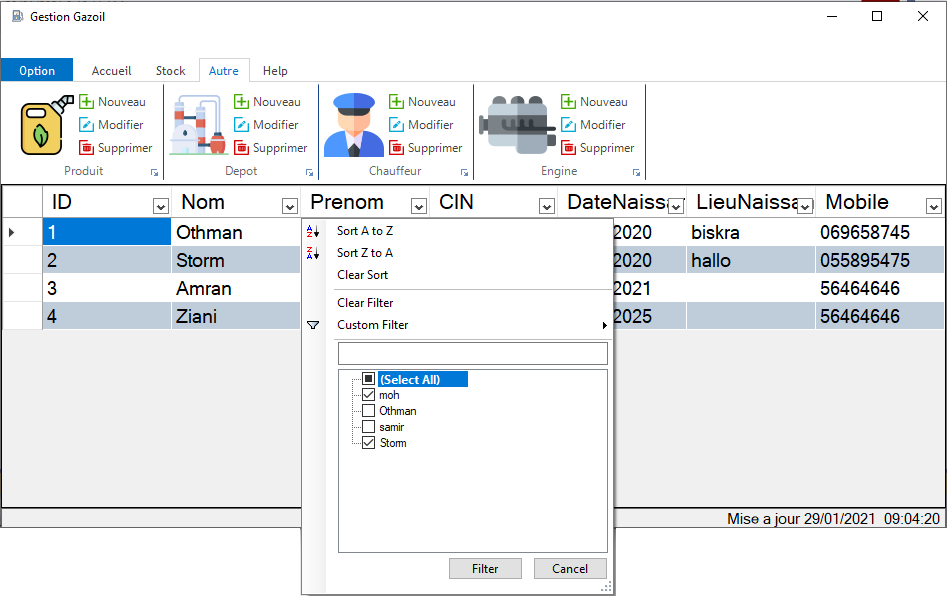 Gestion Gazoil
Option Accueil Stock Autre Help
Nouveau Nouveau Nouveau Nouveau
Modifier Modifier Modifier Modifier
Supprimer Supprimer Supprimer Supprimer
Produit Depot Chauffeur Engine
ID Nom Prenom CIN DateNaissa LieuNaissa Mobile
1 Othman 2020 biskra 069658745
2 Storm 2020 hallo 055895475
3 Amran 2021 56464646
4 Ziani 2025 56464646
Sort A to Z
Sort Z to A
Clear Sort
Clear Filter
Custom Filter
(Select All)
moh
Othman
samir
Storm
Filter Cancel
Mise a jour 29/01/2021 09:04:20